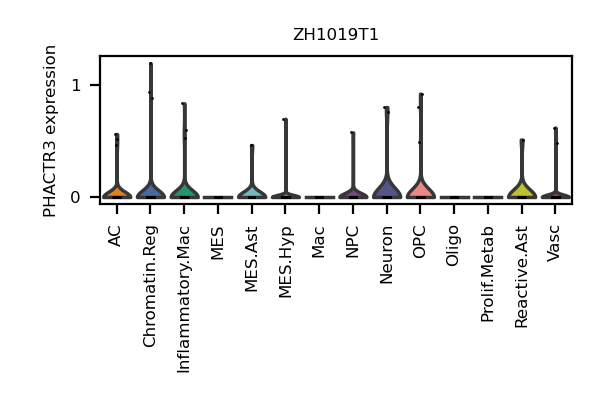 ZH1019T1
PHACTR3 expression
1
0
AC
Chromatin.Reg
Inflammatory.Mac
MES
MES.Ast
MES.Hyp
Mac
NPC
Neuron
OPC
Oligo
Prolif.Metab
Reactive.Ast
Vasc